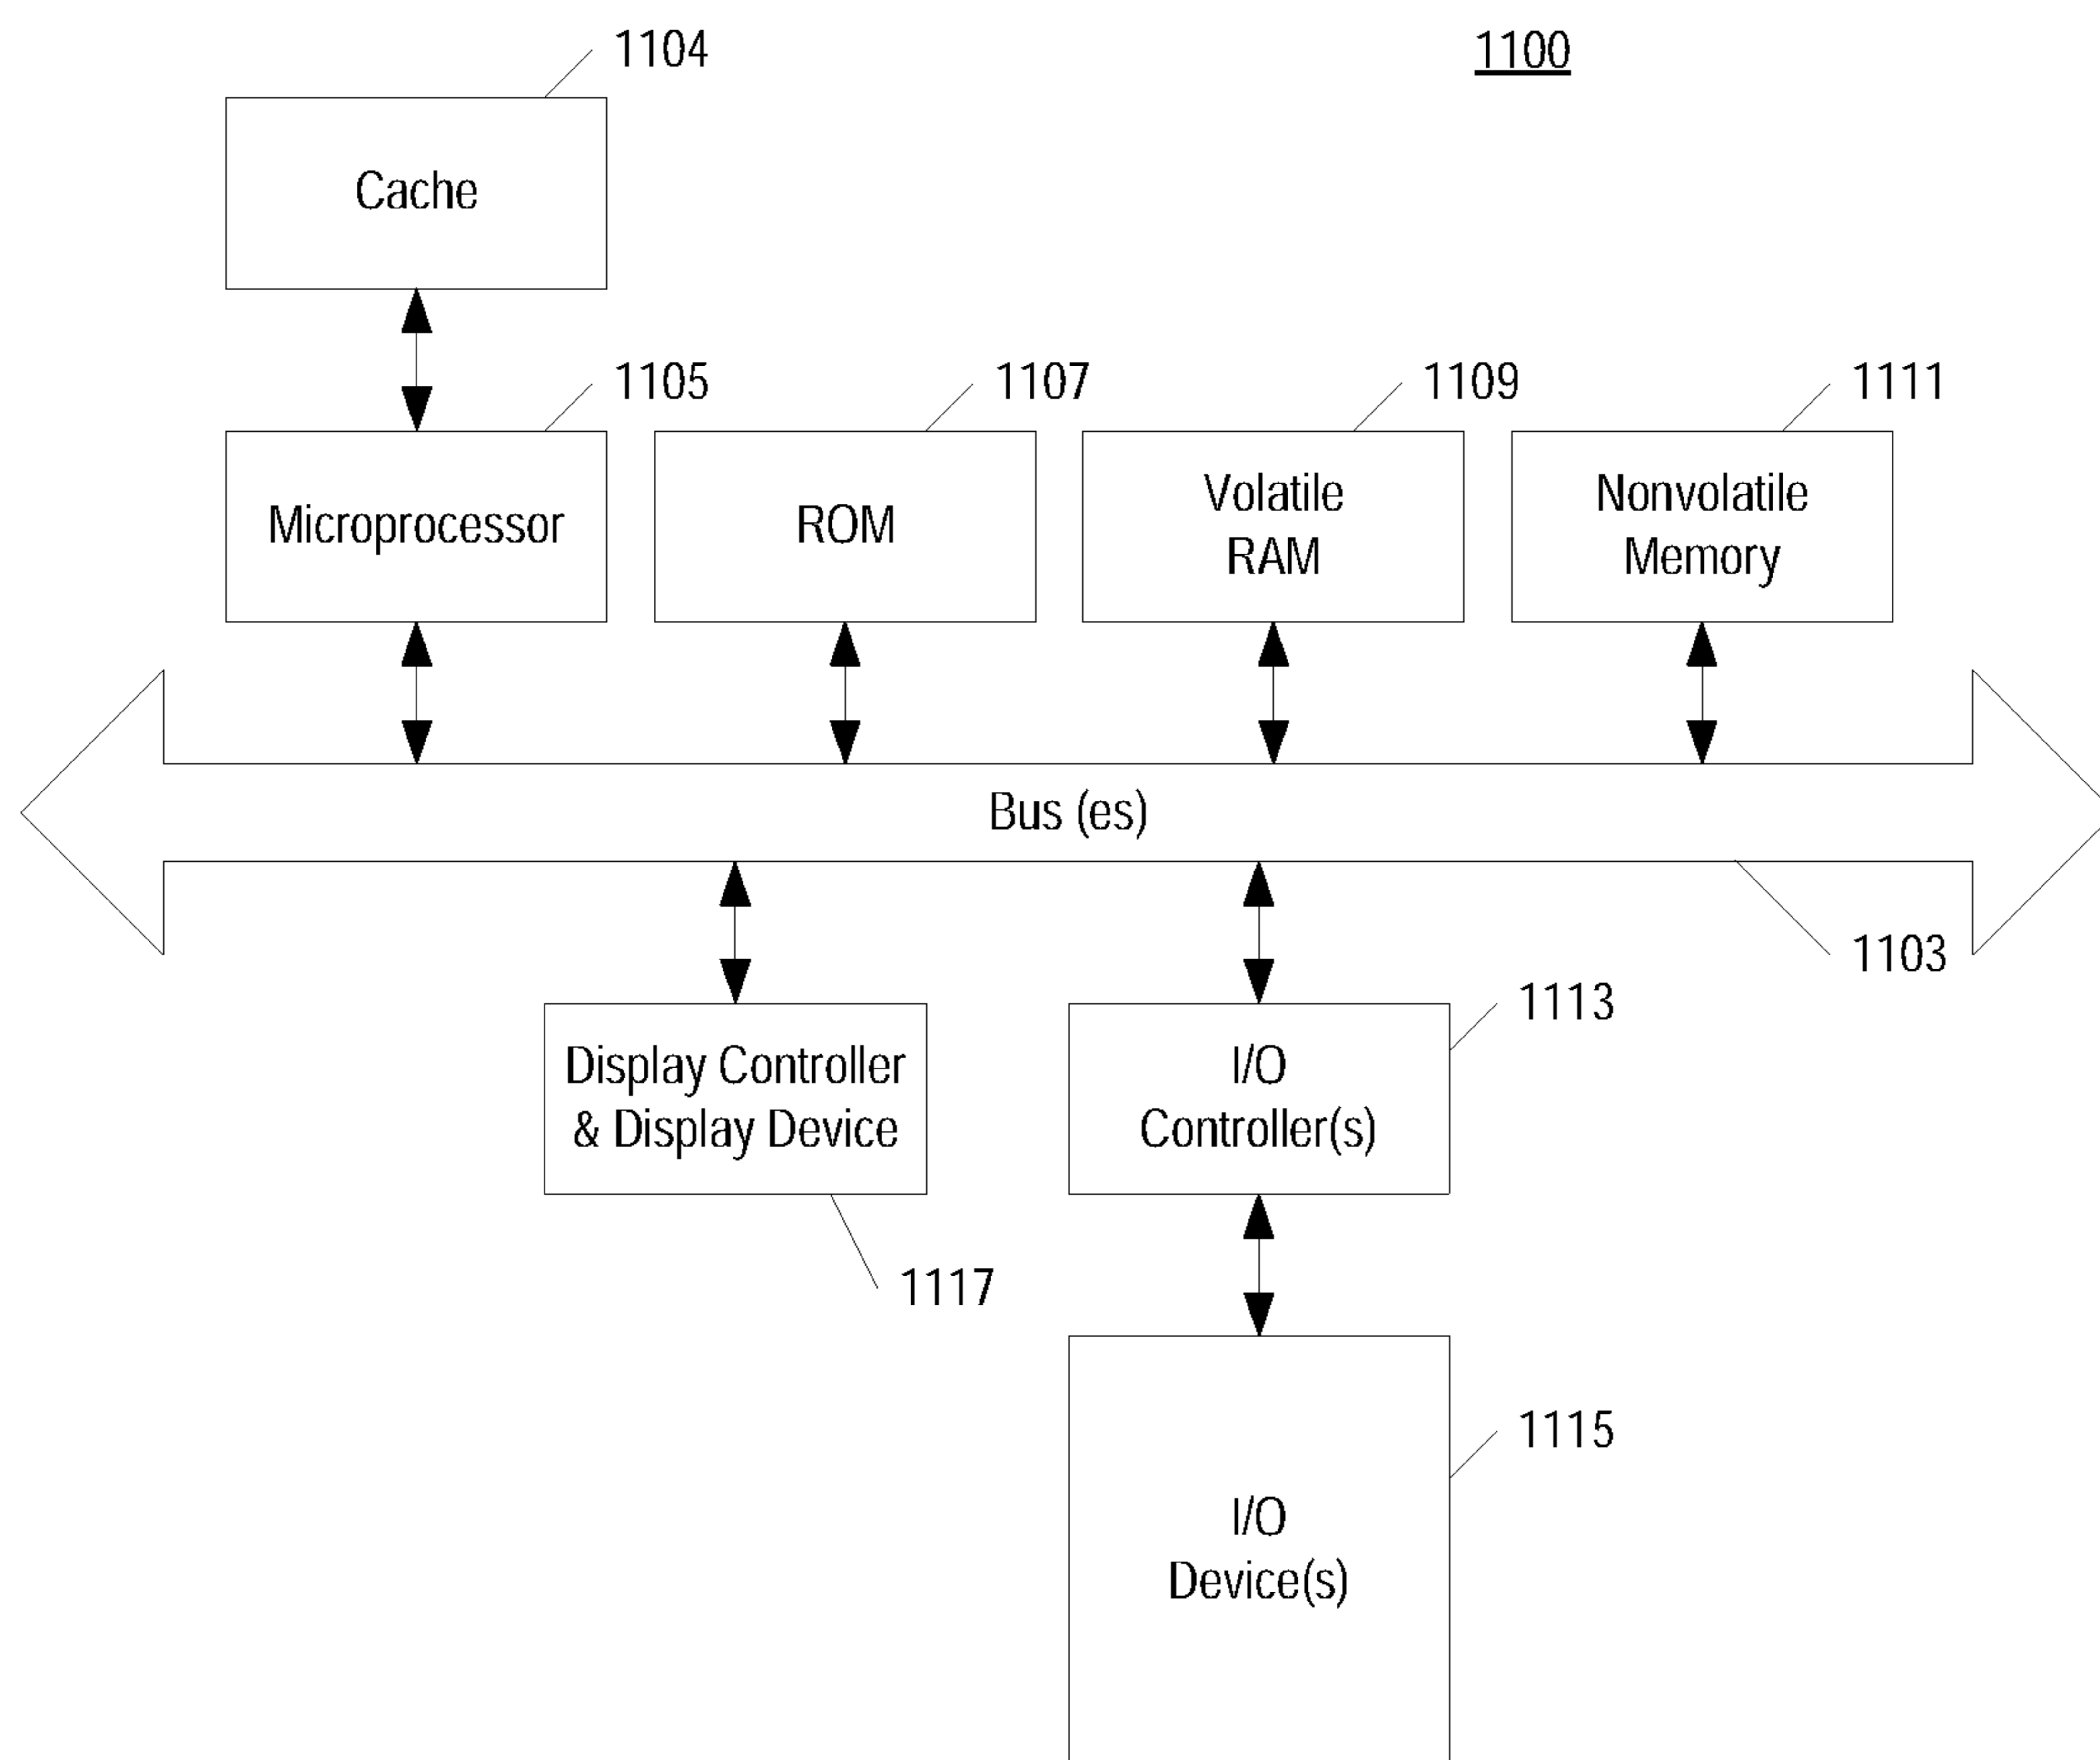 1104
1100
Cache
1105
1107
1109
1111
Microprocessor
ROM
Volatile
RAM
Nonvolatile
Memory
Bus (es)
1103
1113
Display Controller
& Display Device
I/O
Controller(s)
1117
1115
I/O
Device(s)